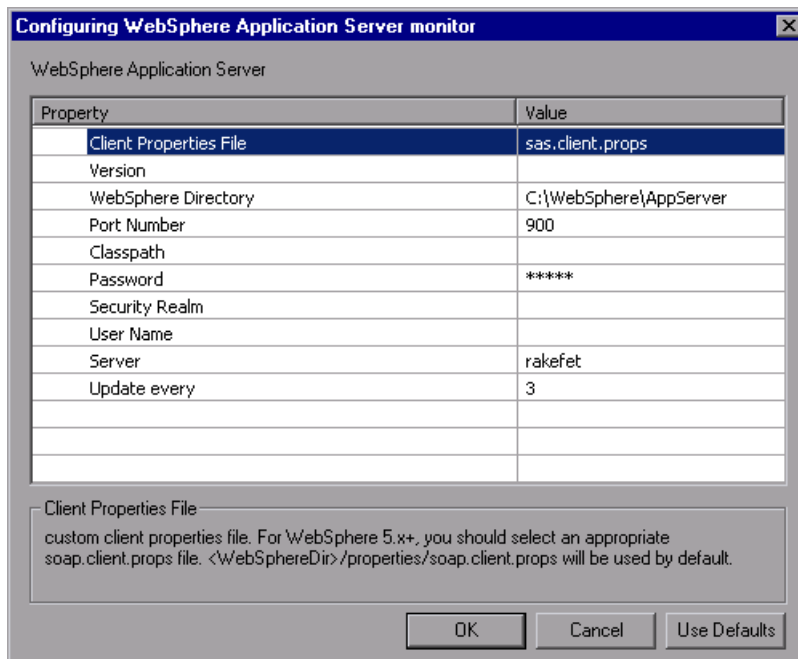 Configuring WebSphere Application Server monitor
WebSphere Application Server
Property Value
Client Properties File sas.client.props
Version
WebSphere Directory C:\WebSphere\AppServer
Port Number 900
Classpath
Password *****
Security Realm
User Name
Server rakefet
Update every 3
Client Properties File
custom client properties file. For WebSphere 5.x+, you should select an appropriate
soap.client.props file. <WebSphereDir>/properties/soap.client.props will be used by default.
OK Cancel Use Defaults